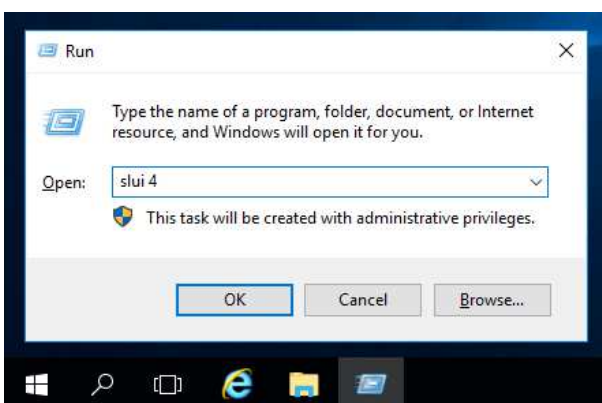 Run
Type the name of a program, folder, document, or Internet
resource, and Windows will open it for you.
Open: slui 4
This task will be created with administrative privileges.
OK Cancel Browse...